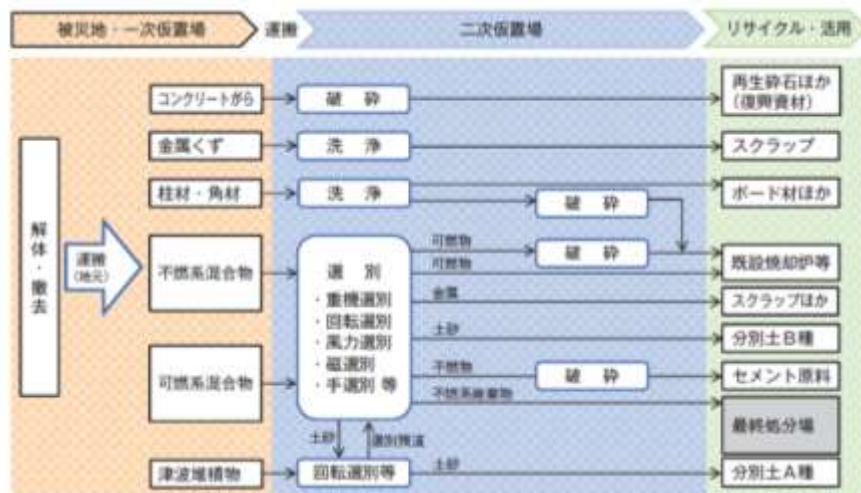 被災地・一次仮置場
運搬
二次仮置場
リサイクル・活用
解体・撤去
運搬
(地元)
コンクリートがら
破砕
再生砕石ほか
(復興資材)
金属くず
洗浄
スクラップ
柱材・角材
洗浄
破砕
ボード材ほか
不燃系混合物
可燃系混合物
選別
・重機選別
・回転選別
・風力選別
・磁選別
・手選別 等
可燃物
破砕
可燃物
既設焼却炉等
金属
スクラップほか
土砂
分別土B種
不燃物
破砕
セメント原料
不燃系廃棄物
最終処分場
土砂
選別残渣
津波堆積物
回転選別等
土砂
分別土A種